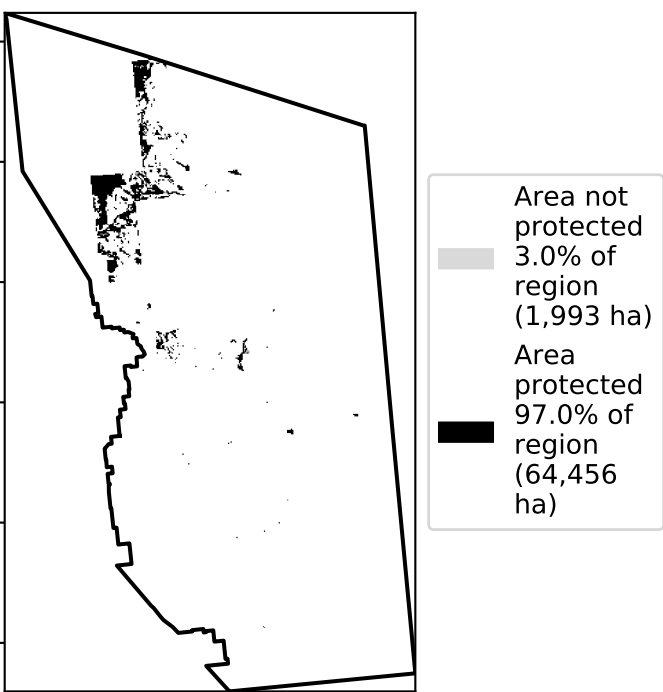 Area not
protected
3.0% of
region
(1,993 ha)
Area
protected
97.0% of
region
(64,456
ha)